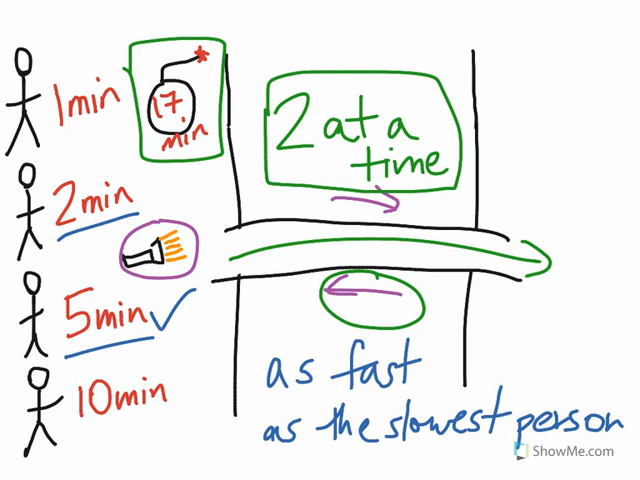 1min
17
min
2 at a
time
2min
5min
10min
as fast
as the slowest person
ShowMe.com